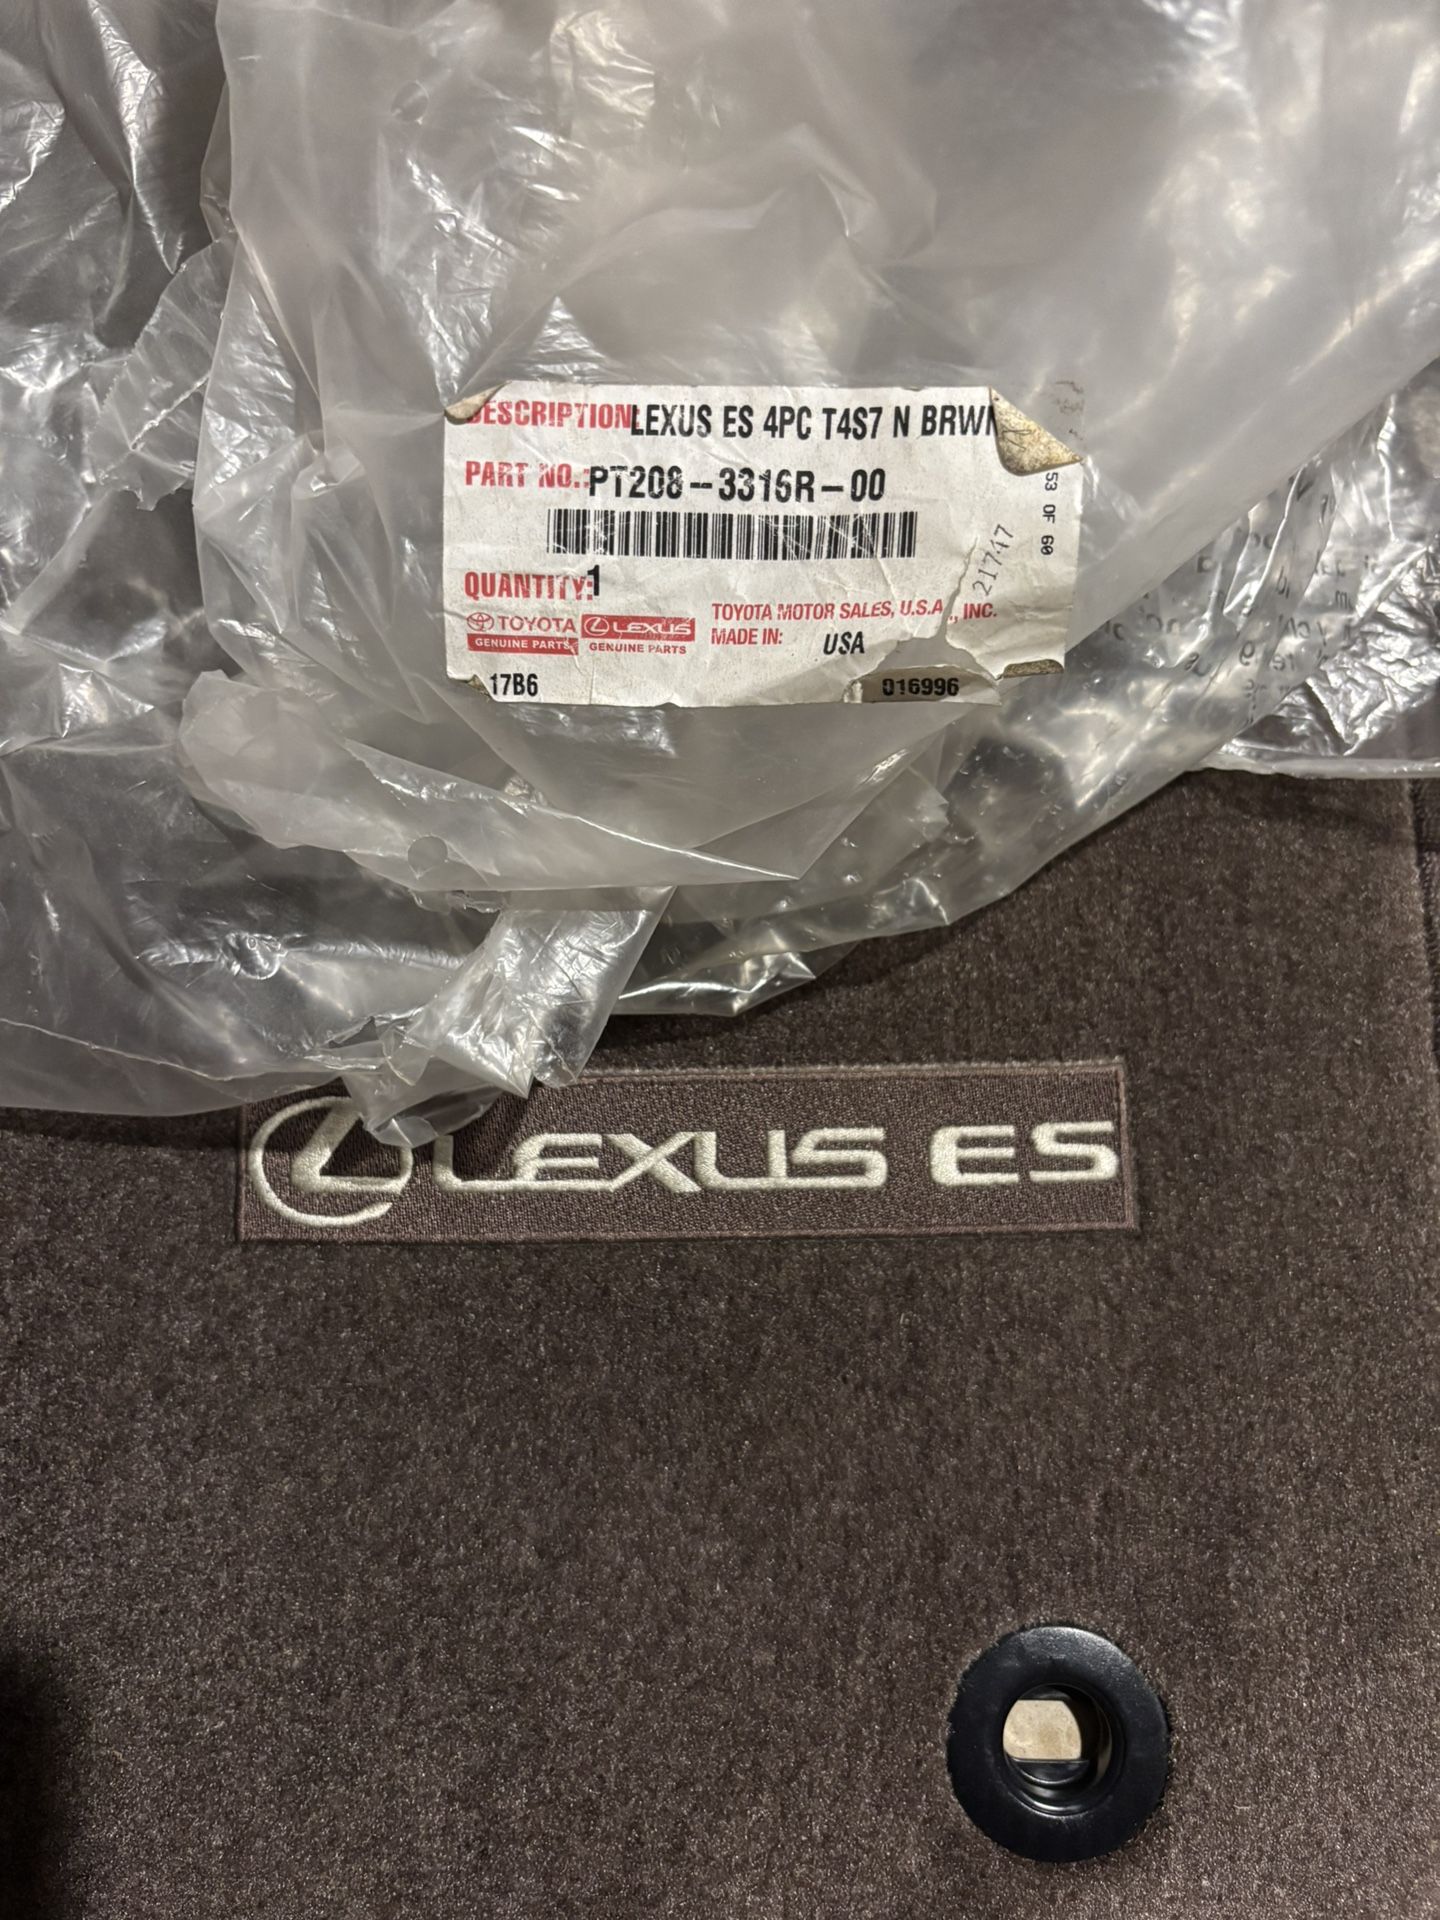 DESCRIPTION: LEXUS ES 4PC T4S7 N BRWN
PART NO.: PT208-3316R-00
53 OF 60
21747
QUANTITY: 1
TOYOTA LEXUS TOYOTA MOTOR SALES, U.S.A., INC.
GENUINE PARTS GENUINE PARTS MADE IN: USA
17B6 016996
LEXUS ES